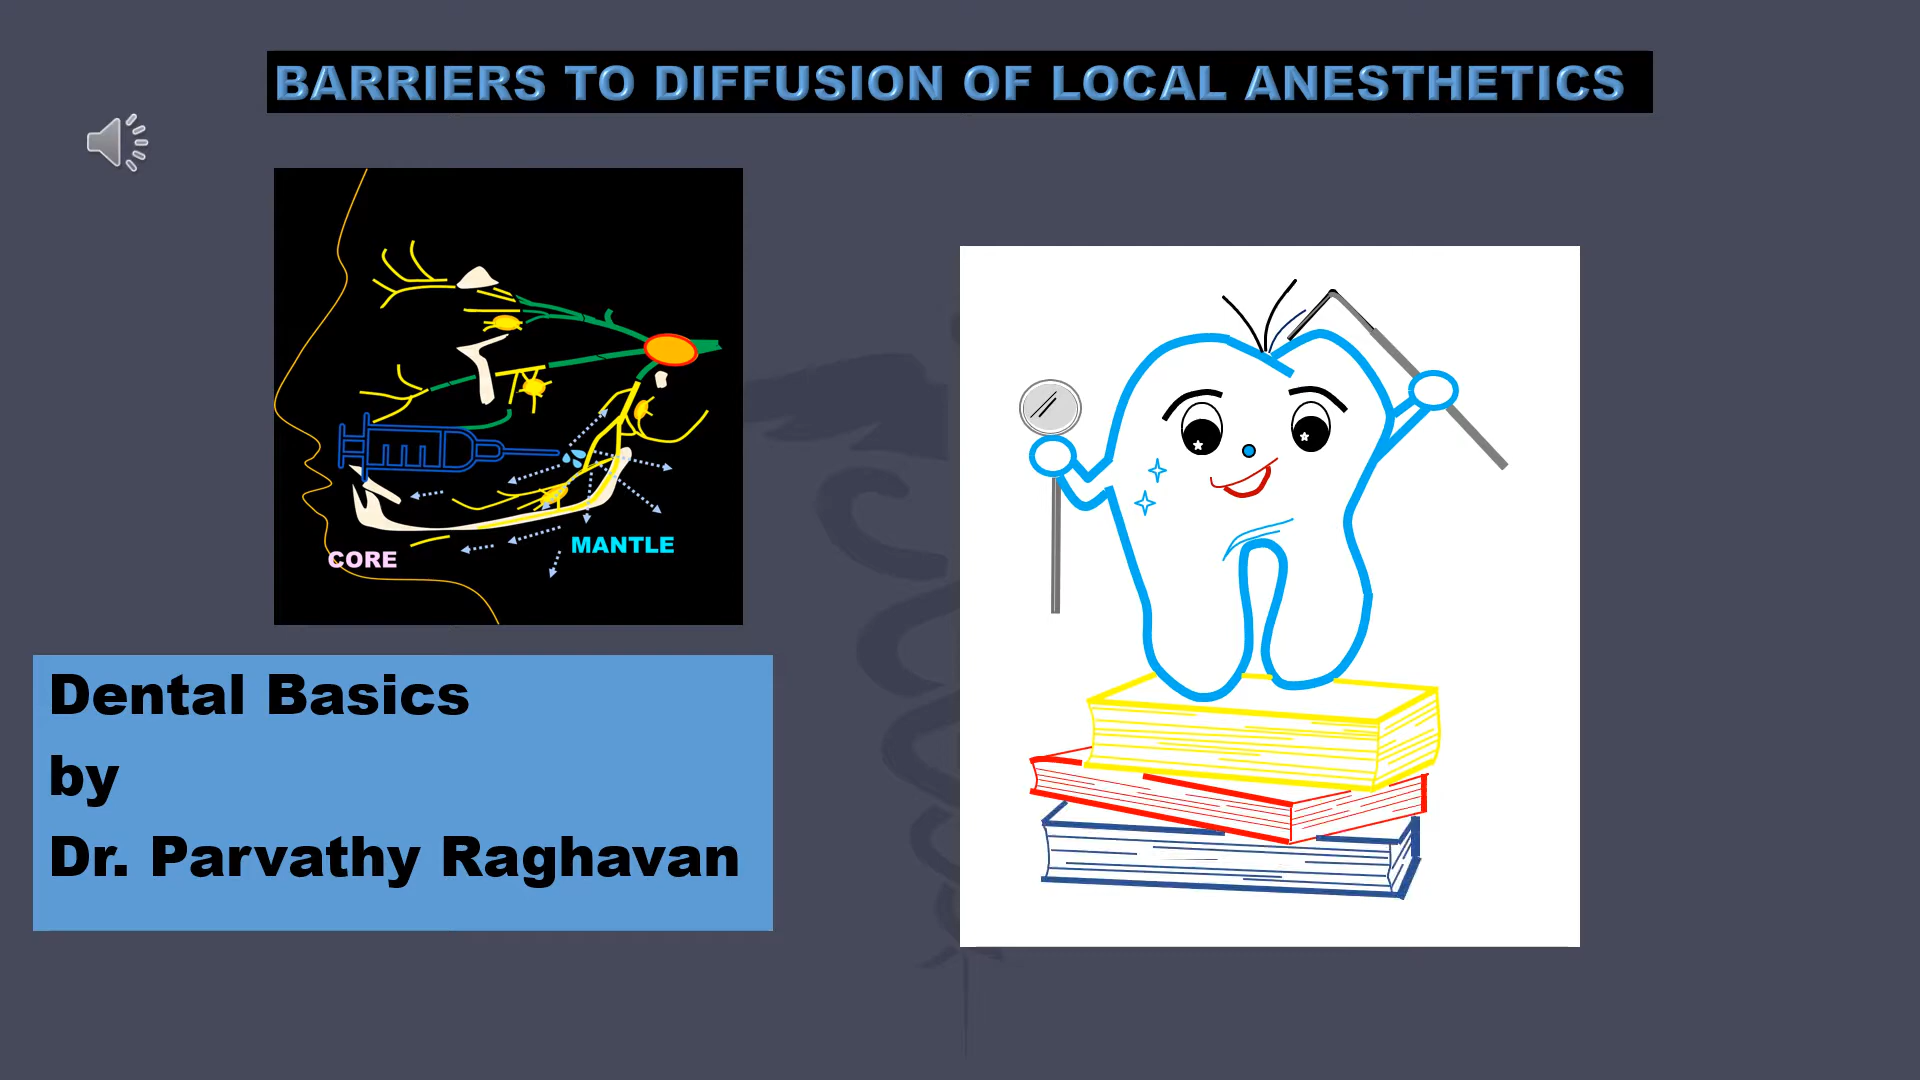 BARRIERS TO DIFFUSION OF LOCAL ANESTHETICS
CORE
MANTLE
Dental Basics
by
Dr. Parvathy Raghavan